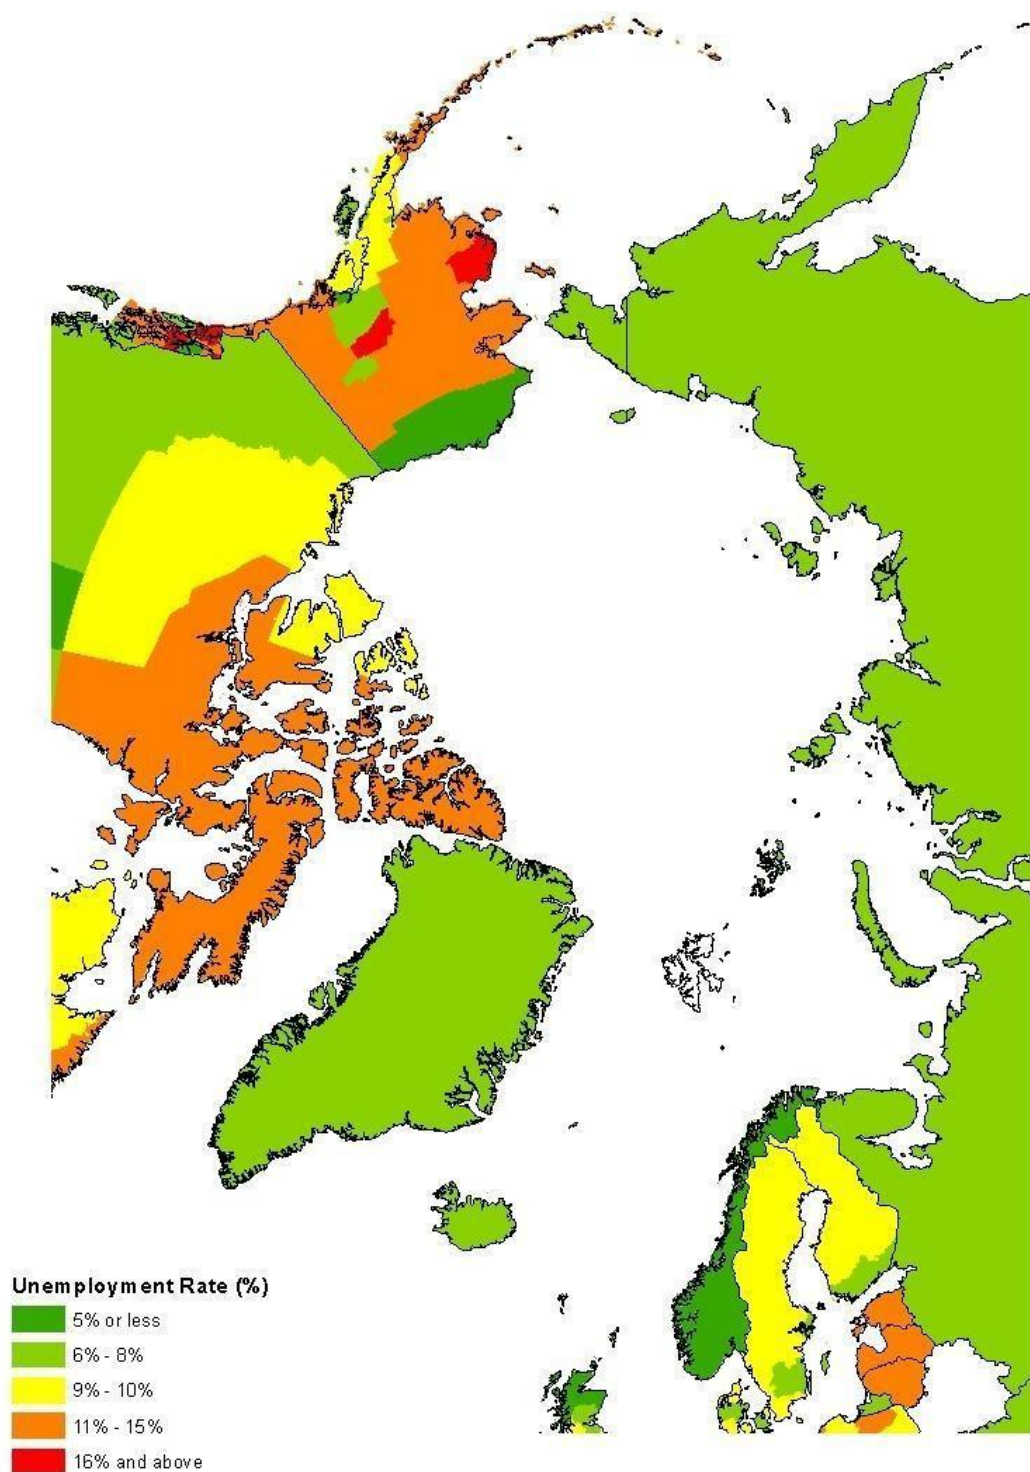 Unemployment Rate (%)
5% or less
6% - 8%
9% - 10%
11% - 15%
16% and above